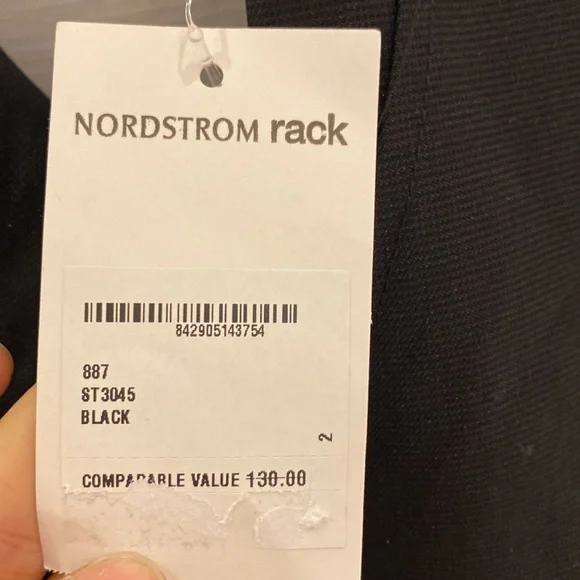 NORDSTROM rack
842905143754
887
ST3045
BLACK
2
COMPARABLE VALUE 130.00